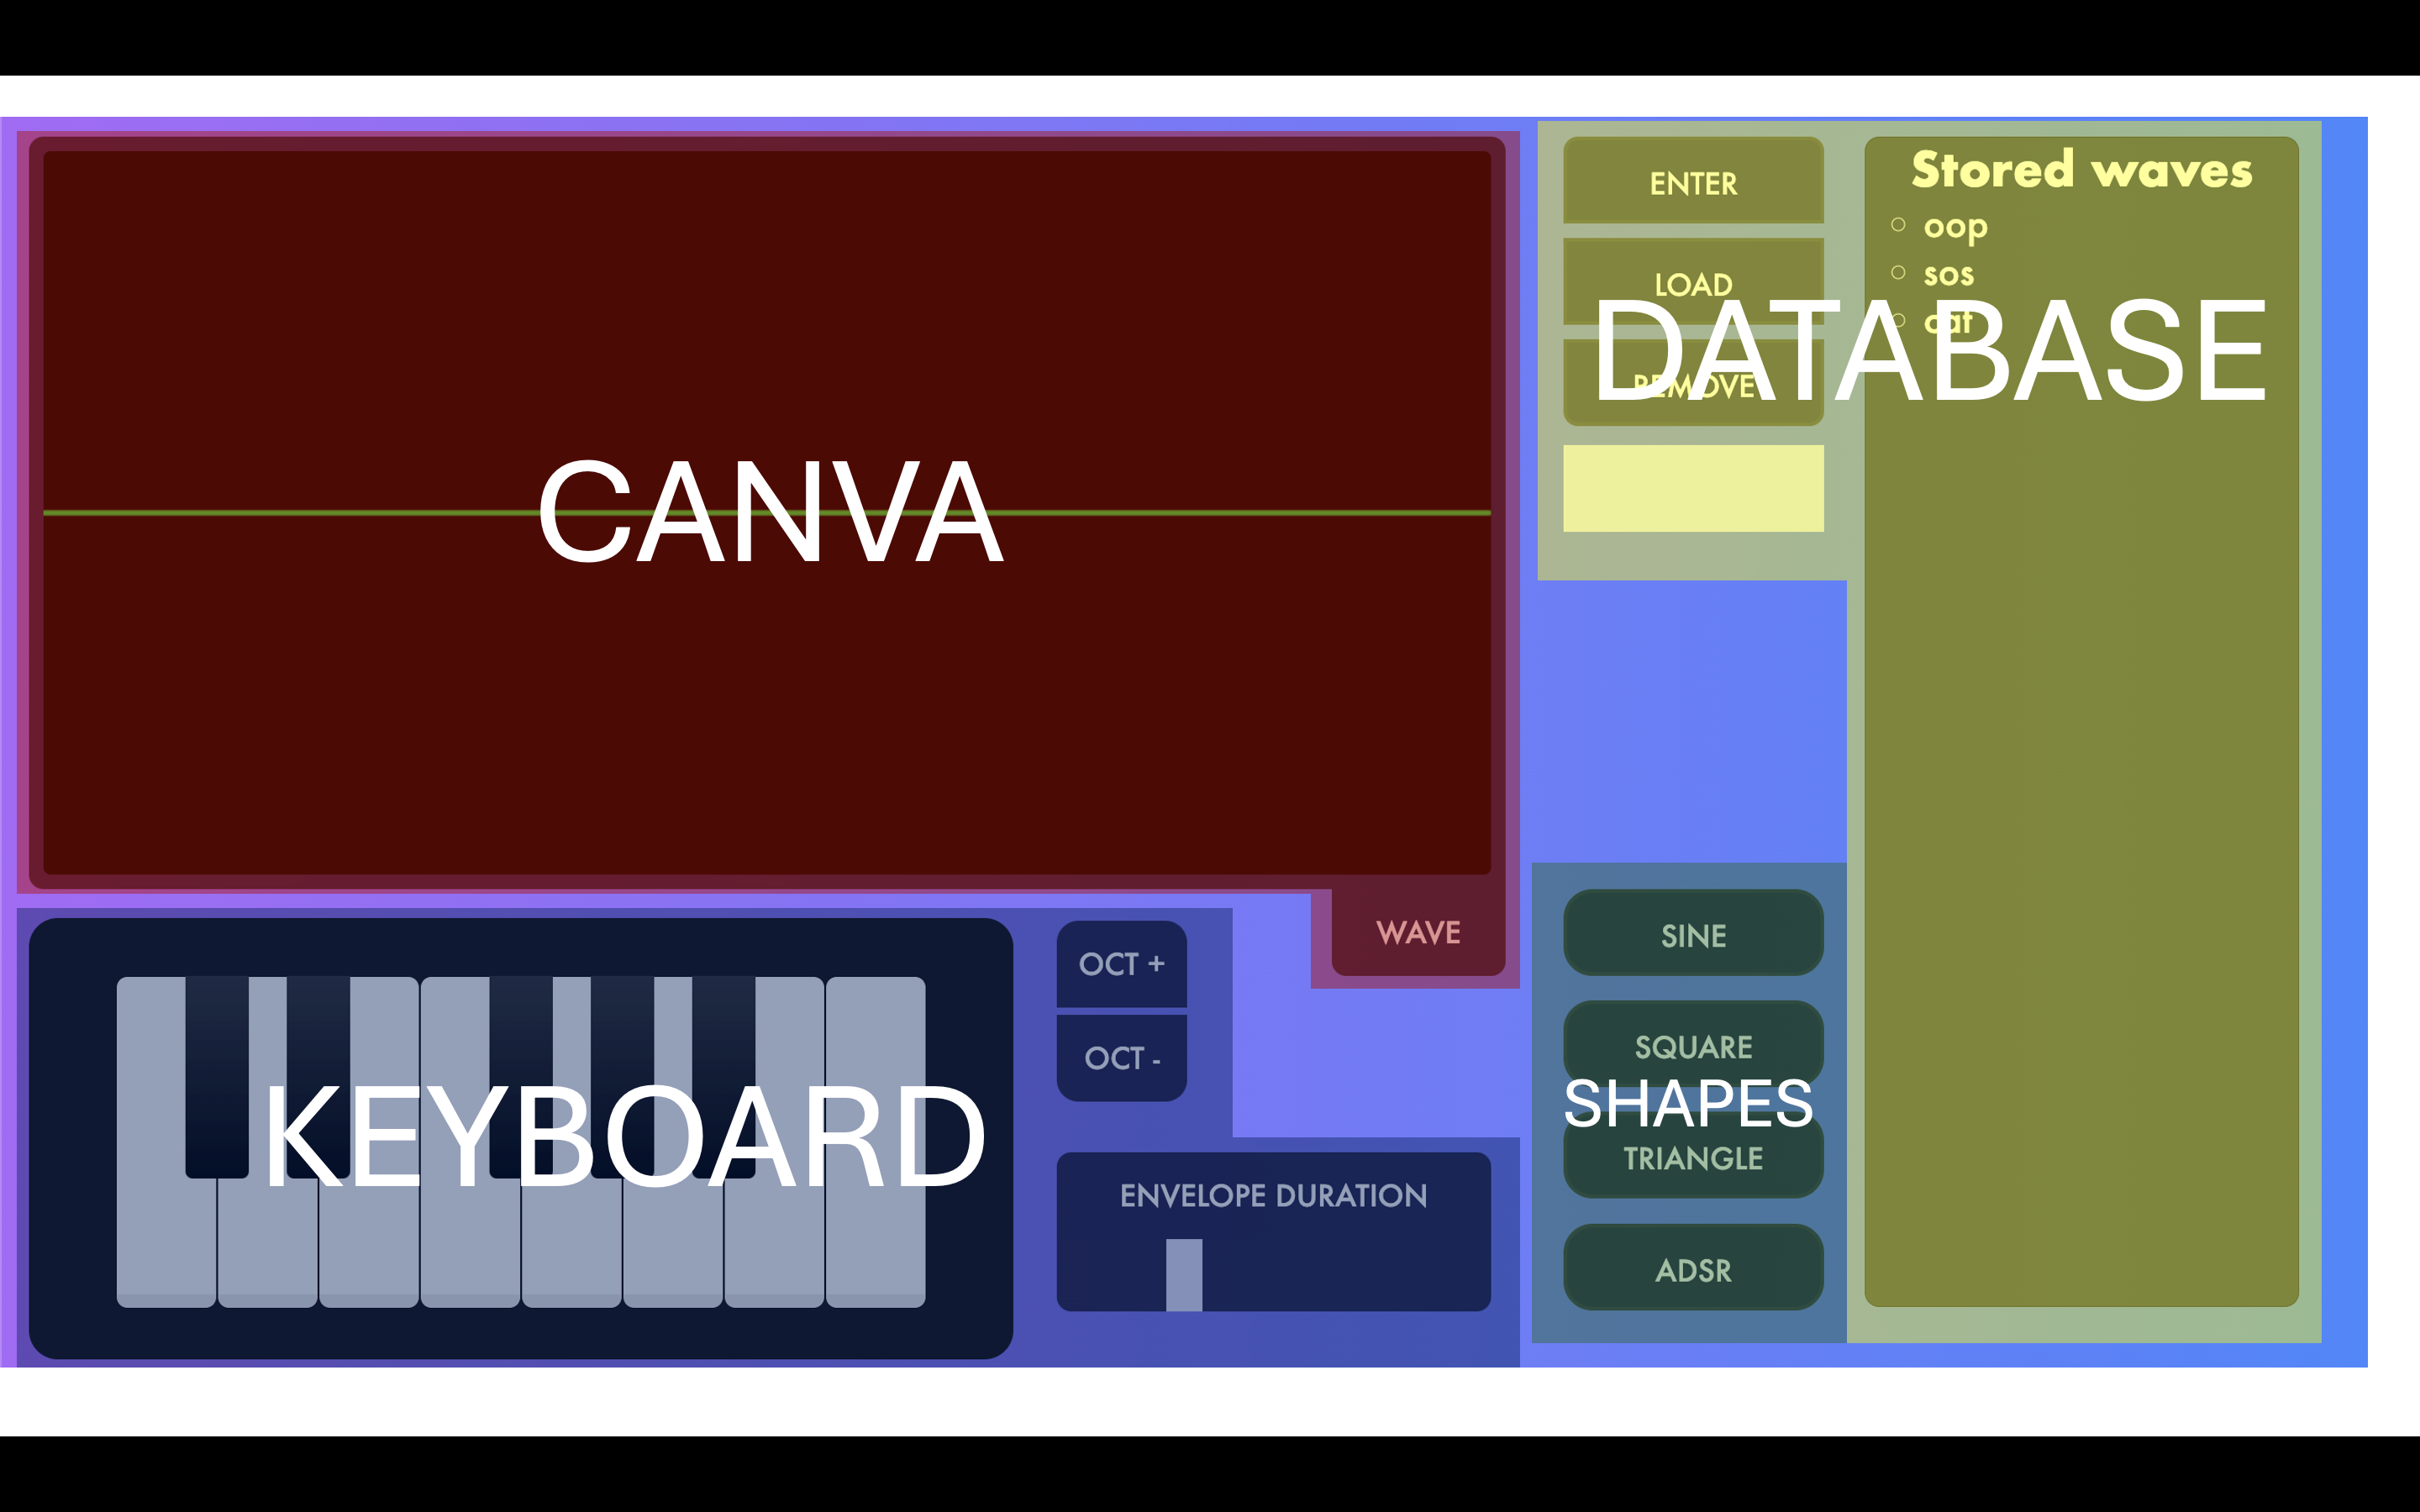 CANVA
WAVE
ENTER
LOAD
REMOVE
DATABASE
Stored waves
oop
sos
KEYBOARD
OCT +
OCT -
ENVELOPE DURATION
SINE
SQUARE
SHAPES
TRIANGLE
ADSR